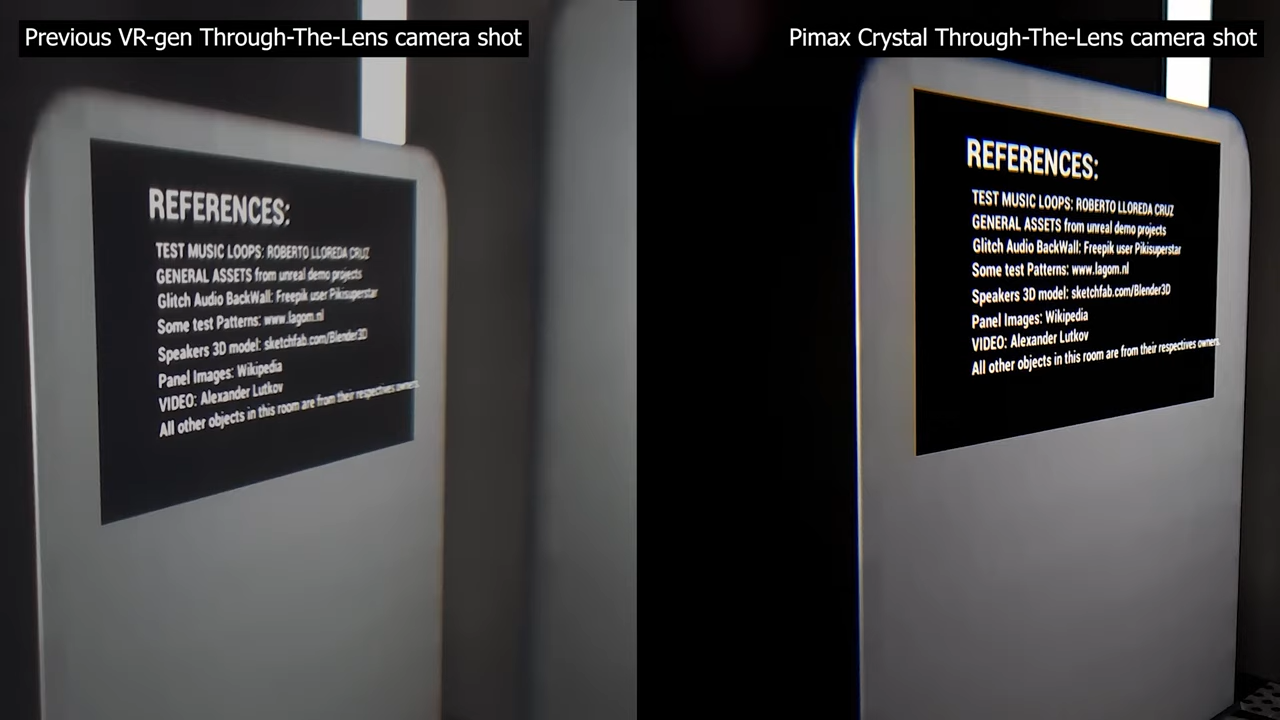 Previous VR-gen Through-The-Lens camera shot
REFERENCES:
TEST MUSIC LOOPS: ROBERTO LLOREDA CRUZ
GENERAL ASSETS from unreal demo projects
Glitch Audio BackWall: Freepik user Pikisuperstar
Some test Patterns: www.lagom.nl
Speakers 3D model: sketchfab.com/Blender3D
Panel Images: Wikipedia
VIDEO: Alexander Lutkov
All other objects in this room are from their respectives owners.
Pimax Crystal Through-The-Lens camera shot
REFERENCES:
TEST MUSIC LOOPS: ROBERTO LLOREDA CRUZ
GENERAL ASSETS from unreal demo projects
Glitch Audio BackWall: Freepik user Pikisuperstar
Some test Patterns: www.lagom.nl
Speakers 3D model: sketchfab.com/Blender3D
Panel Images: Wikipedia
VIDEO: Alexander Lutkov
All other objects in this room are from their respectives owners.